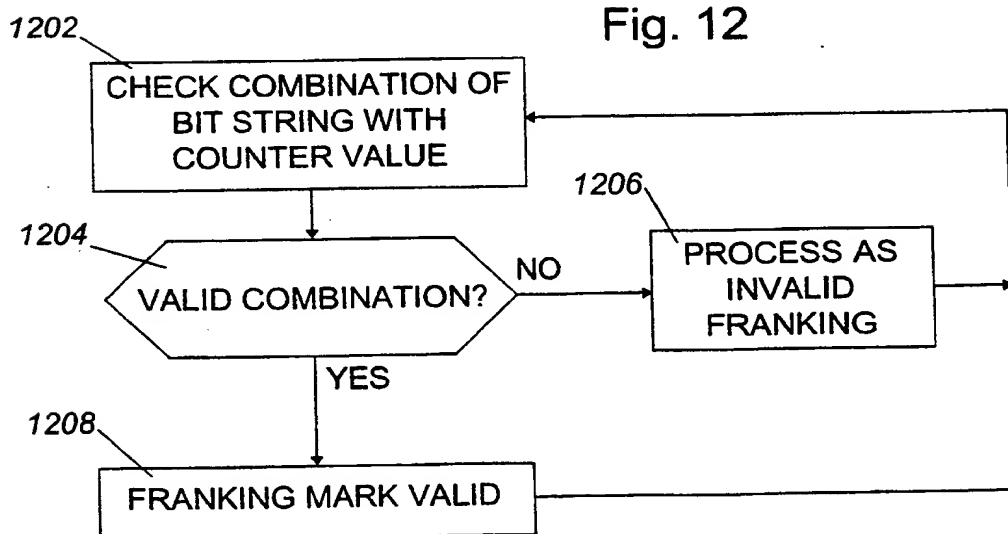 Fig. 12
1202
CHECK COMBINATION OF
BIT STRING WITH
COUNTER VALUE
1204
VALID COMBINATION?
NO
1206
PROCESS AS
INVALID
FRANKING
YES
1208
FRANKING MARK VALID